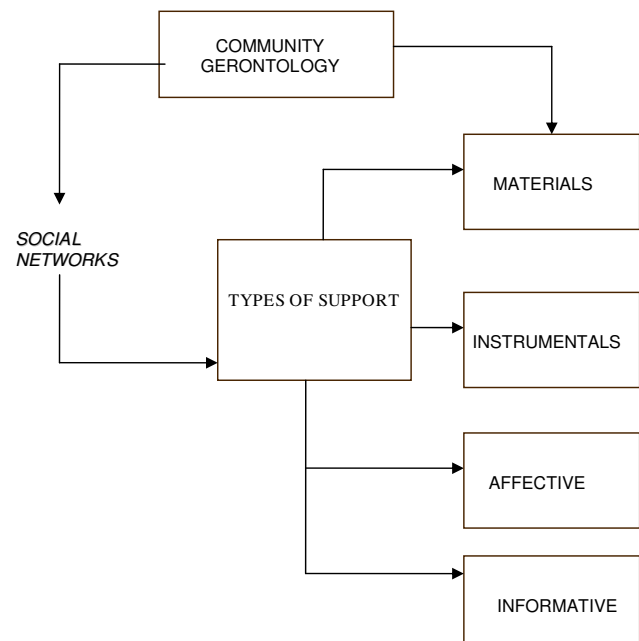 COMMUNITY
GERONTOLOGY
MATERIALS
SOCIAL
NETWORKS
TYPES OF SUPPORT
INSTRUMENTALS
AFFECTIVE
INFORMATIVE